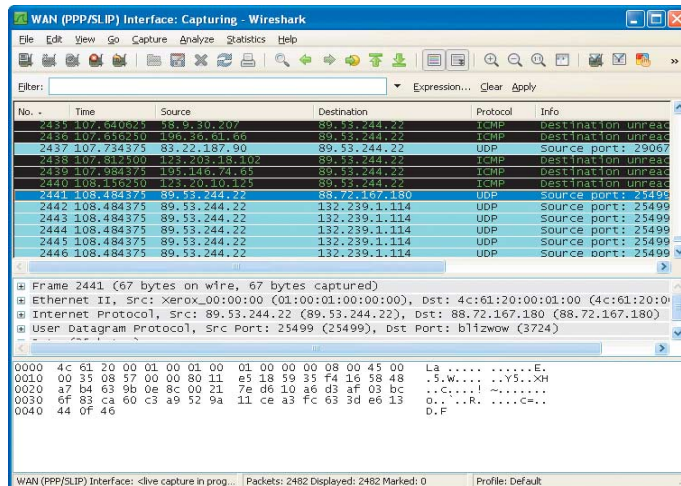 WAN (PPP/SLIP) Interface: Capturing - Wireshark
File Edit View Go Capture Analyze Statistics Help
»
Filter: Expression... Clear Apply
No. - Time Source Destination Protocol Info
2435 107.640625 58.9.30.207 89.53.244.22 ICMP Destination unreac
2436 107.656250 196.36.61.66 89.53.244.22 ICMP Destination unreac
2437 107.734375 83.22.187.90 89.53.244.22 UDP Source port: 29067
2438 107.812500 123.203.18.102 89.53.244.22 ICMP Destination unreac
2439 107.984375 195.146.74.65 89.53.244.22 ICMP Destination unreac
2440 108.156250 123.20.10.125 89.53.244.22 ICMP Destination unreac
2441 108.484375 89.53.244.22 88.72.167.180 UDP Source port: 25499
2442 108.484375 89.53.244.22 132.239.1.114 UDP Source port: 25499
2443 108.484375 89.53.244.22 132.239.1.114 UDP Source port: 25499
2444 108.484375 89.53.244.22 132.239.1.114 UDP Source port: 25499
2445 108.484375 89.53.244.22 132.239.1.114 UDP Source port: 25499
2446 108.484375 89.53.244.22 132.239.1.114 UDP Source port: 25499
Frame 2441 (67 bytes on wire, 67 bytes captured)
Ethernet II, Src: Xerox_00:00:00 (01:00:01:00:00:00), Dst: 4c:61:20:00:01:00 (4c:61:20:0
Internet Protocol, Src: 89.53.244.22 (89.53.244.22), Dst: 88.72.167.180 (88.72.167.180)
User Datagram Protocol, Src Port: 25499 (25499), Dst Port: blizwow (3724)
0000 4c 61 20 00 01 00 01 00 01 00 00 00 08 00 45 00 La ..... ......E.
0010 00 35 08 57 00 00 80 11 e5 18 59 35 f4 16 58 48 .5.W.... ..Y5..XH
0020 a7 b4 63 9b 0e 8c 00 21 7e d6 10 a6 d3 af 03 bc ..c....! ~.......
0030 6f 83 ca 60 c3 a9 52 9a 11 ce a3 fc 63 3d e6 13 o..`..R. ....c=..
0040 44 0f 46 D.F
WAN (PPP/SLIP) Interface: <live capture in prog... Packets: 2482 Displayed: 2482 Marked: 0 Profile: Default